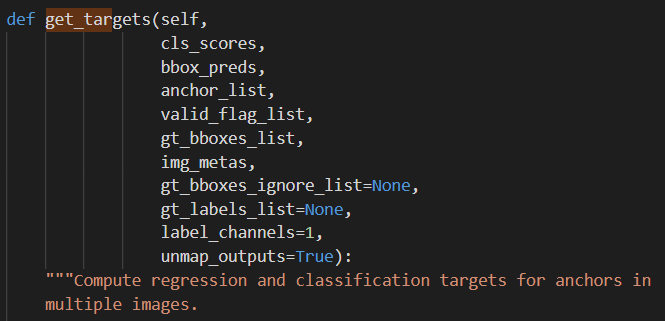 def get_targets(self,
cls_scores,
bbox_preds,
anchor_list,
valid_flag_list,
gt_bboxes_list,
img_metas,
gt_bboxes_ignore_list=None,
gt_labels_list=None,
label_channels=1,
unmap_outputs=True):
"""Compute regression and classification targets for anchors in
multiple images.